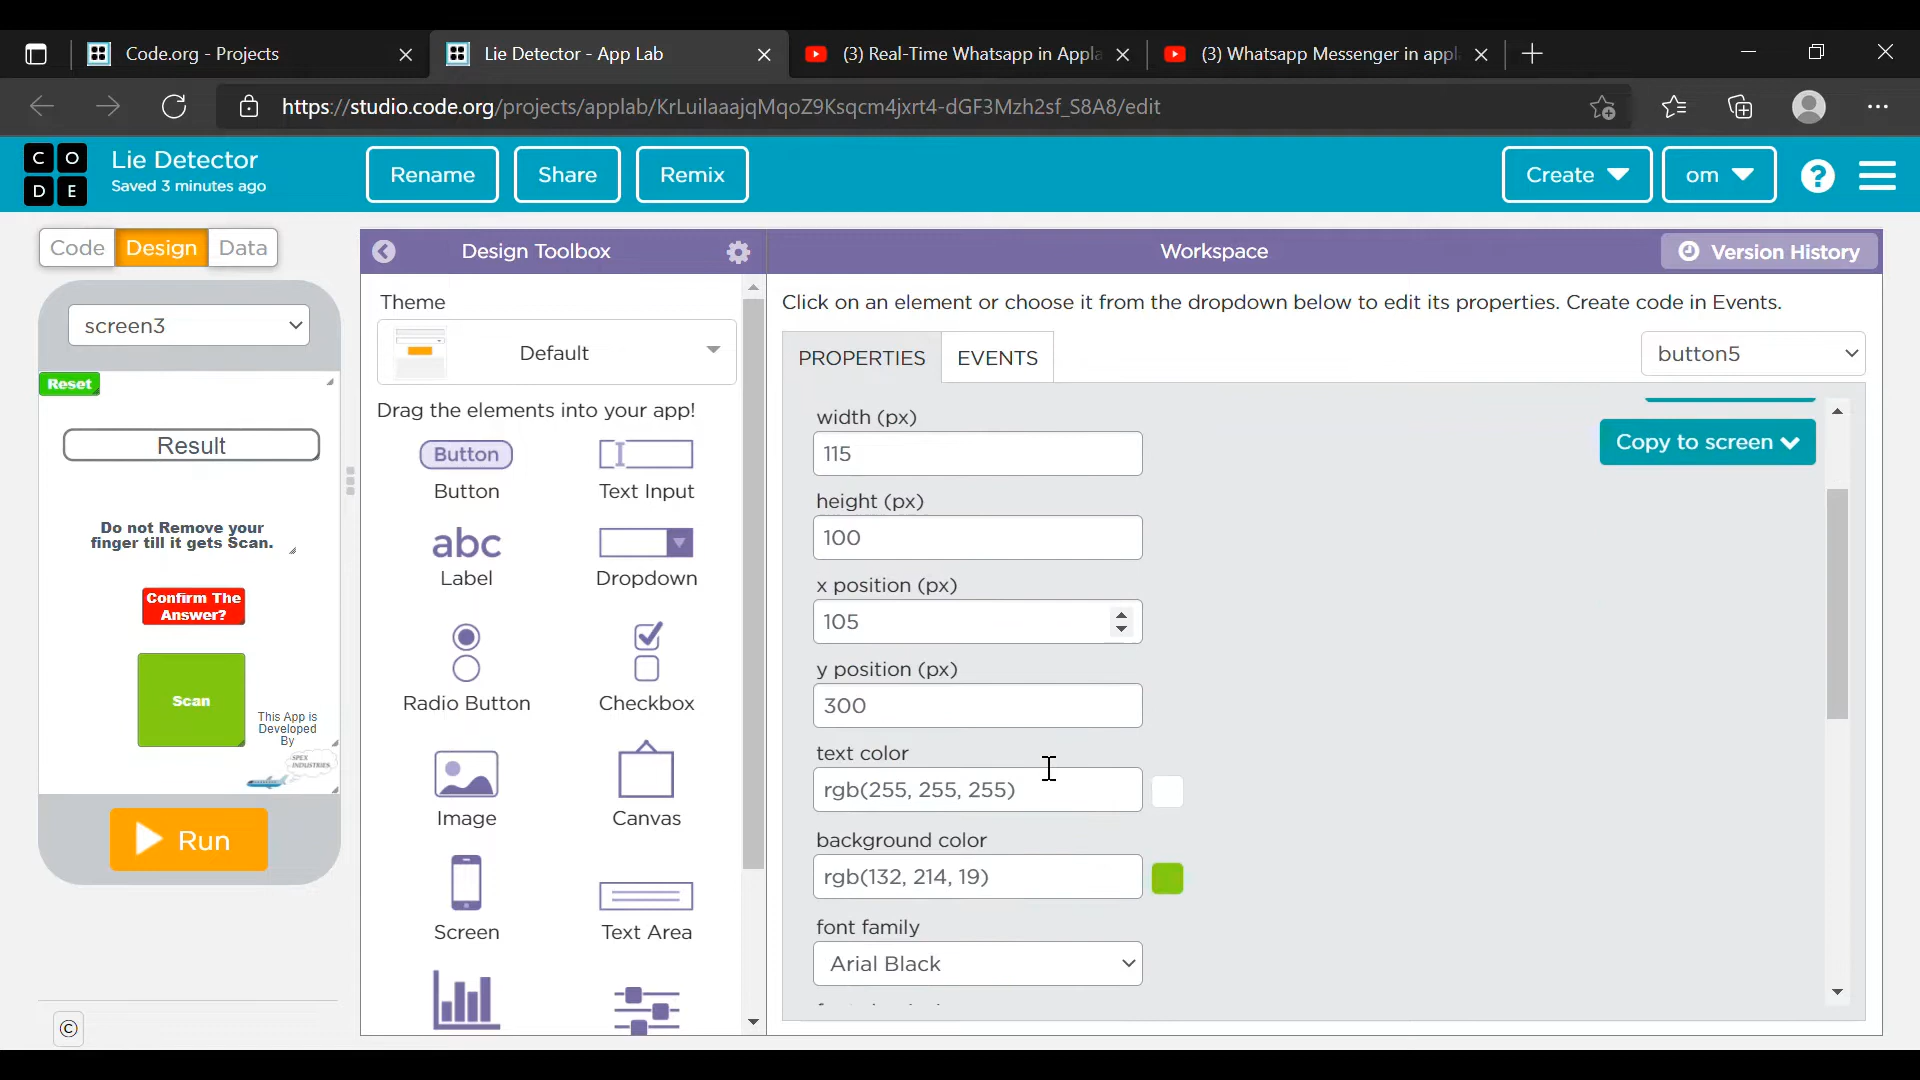 Code.org - Projects
Lie Detector - App Lab
(3) Real-Time Whatsapp in Appla
(3) Whatsapp Messenger in appl
https://studio.code.org/projects/applab/KrLuilaaajqMqoZ9Ksqcm4jxrt4-dGF3Mzh2sf_S8A8/edit
C O
D E
Lie Detector
Saved 3 minutes ago
Rename
Share
Remix
Create
om
?
Code
Design
Data
Design Toolbox
Workspace
Version History
screen3
Reset
Result
Do not Remove your
finger till it gets Scan.
Confirm The
Answer?
Scan
This App is
Developed
By
SPEX
INDUSTRIES
Run
©
Theme
Default
Drag the elements into your app!
Button
Button
Text Input
abc
Label
Dropdown
Radio Button
Checkbox
Image
Canvas
Screen
Text Area
Click on an element or choose it from the dropdown below to edit its properties. Create code in Events.
PROPERTIES
EVENTS
button5
Copy to screen
width (px)
115
height (px)
100
x position (px)
105
y position (px)
300
text color
rgb(255, 255, 255)
background color
rgb(132, 214, 19)
font family
Arial Black